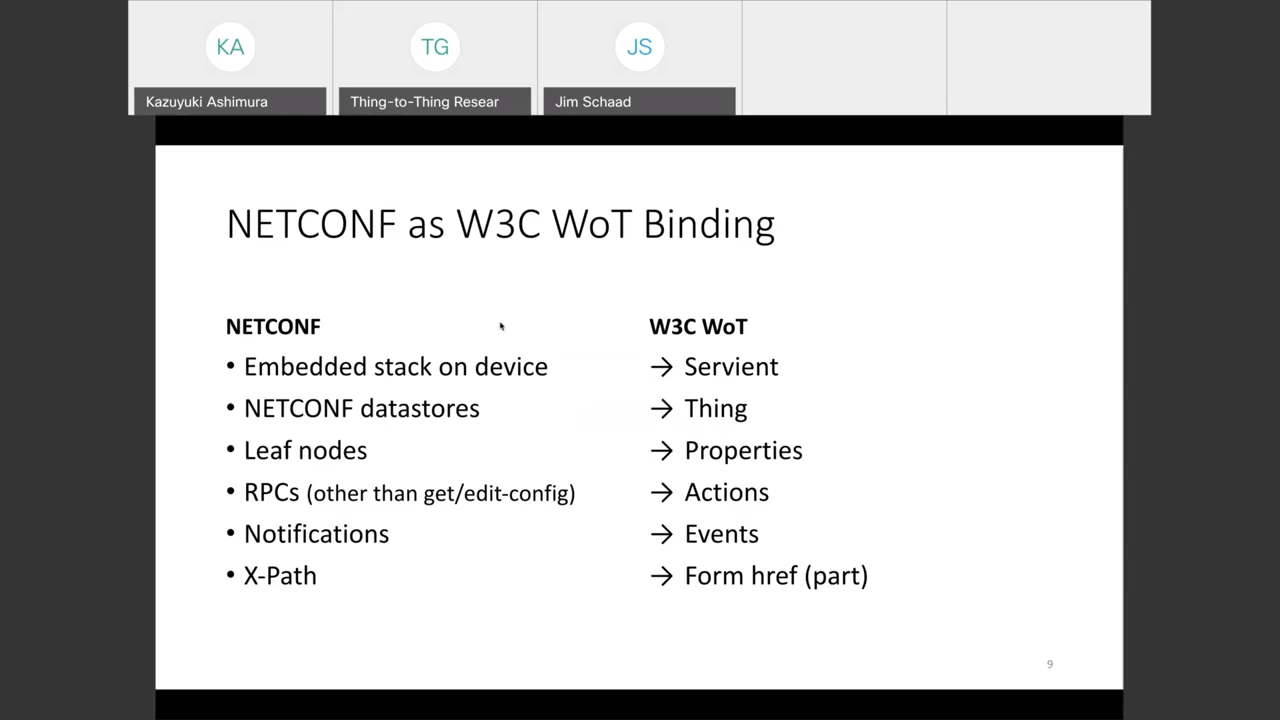 KA
TG
JS
Kazuyuki Ashimura
Thing-to-Thing Resear
Jim Schaad
NETCONF as W3C WoT Binding
NETCONF
W3C WoT
• Embedded stack on device
→ Servient
• NETCONF datastores
→ Thing
• Leaf nodes
→ Properties
• RPCs (other than get/edit-config)
→ Actions
• Notifications
→ Events
• X-Path
→ Form href (part)
9